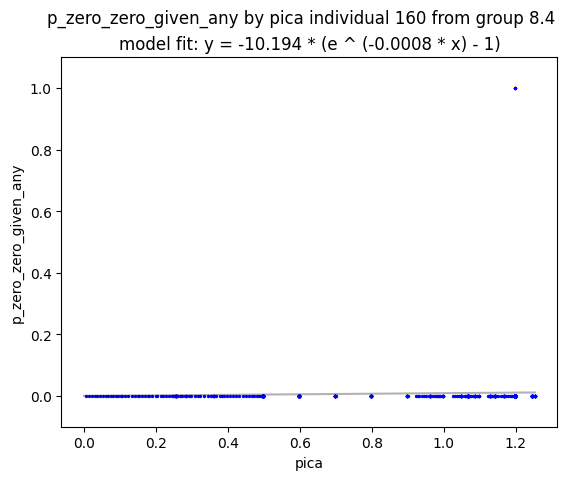 p_zero_zero_given_any by pica individual 160 from group 8.4
model fit: y = -10.194 * (e ^ (-0.0008 * x) - 1)
1.0
0.8
0.6
0.4
0.2
0.0
p_zero_zero_given_any
0.0 0.2 0.4 0.6 0.8 1.0 1.2
pica